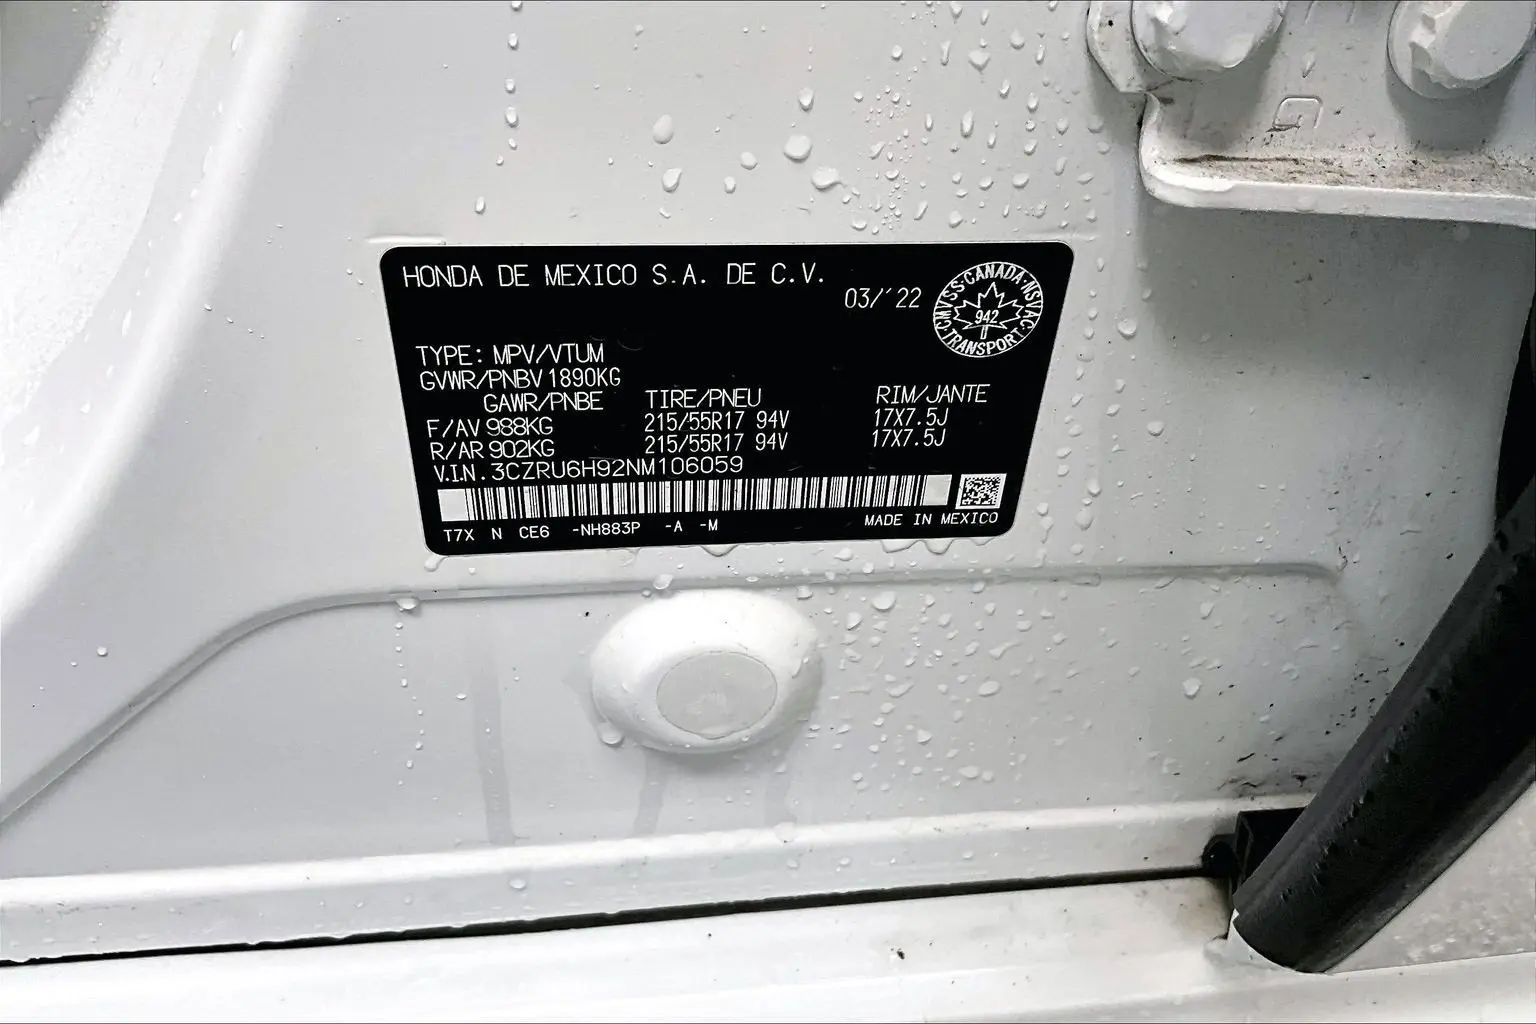 HONDA DE MEXICO S.A. DE C.V.
03/'22
CANADA
CMVSS · NSVAC
942
TRANSPORT
TYPE: MPV/VTUM
GVWR/PNBV 1890KG
GAWR/PNBE TIRE/PNEU RIM/JANTE
F/AV 988KG 215/55R17 94V 17X7.5J
R/AR 902KG 215/55R17 94V 17X7.5J
V.I.N. 3CZRU6H92NM106059
T7X N CE6 -NH883P -A -M MADE IN MEXICO